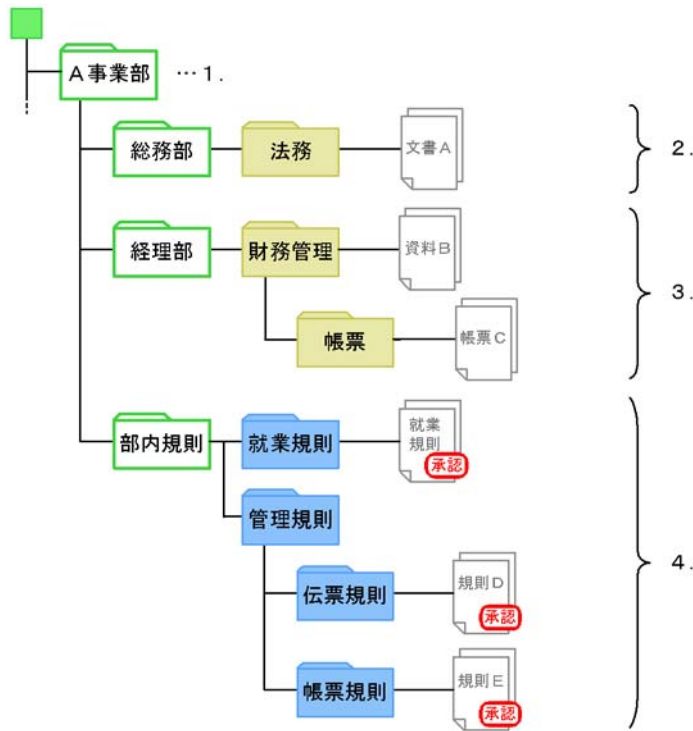 A事業部 …1.
総務部
法務
文書A
2.
経理部
財務管理
資料B
3.
帳票
帳票C
部内規則
就業規則
就業
規則
承認
管理規則
4.
伝票規則
規則D
承認
帳票規則
規則E
承認